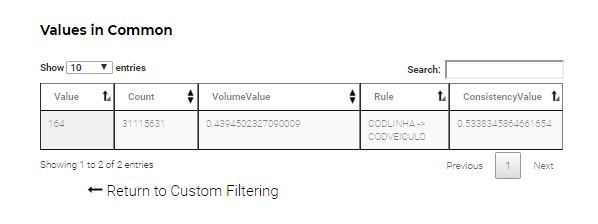 Values in Common
Show 10 entries
Search:
Value Count VolumeValue Rule ConsistencyValue
164 31115631 0.4394502327090009 CODLINHA -> CODVEICULO 0.5338345864661654
Showing 1 to 2 of 2 entries
Previous 1 Next
Return to Custom Filtering